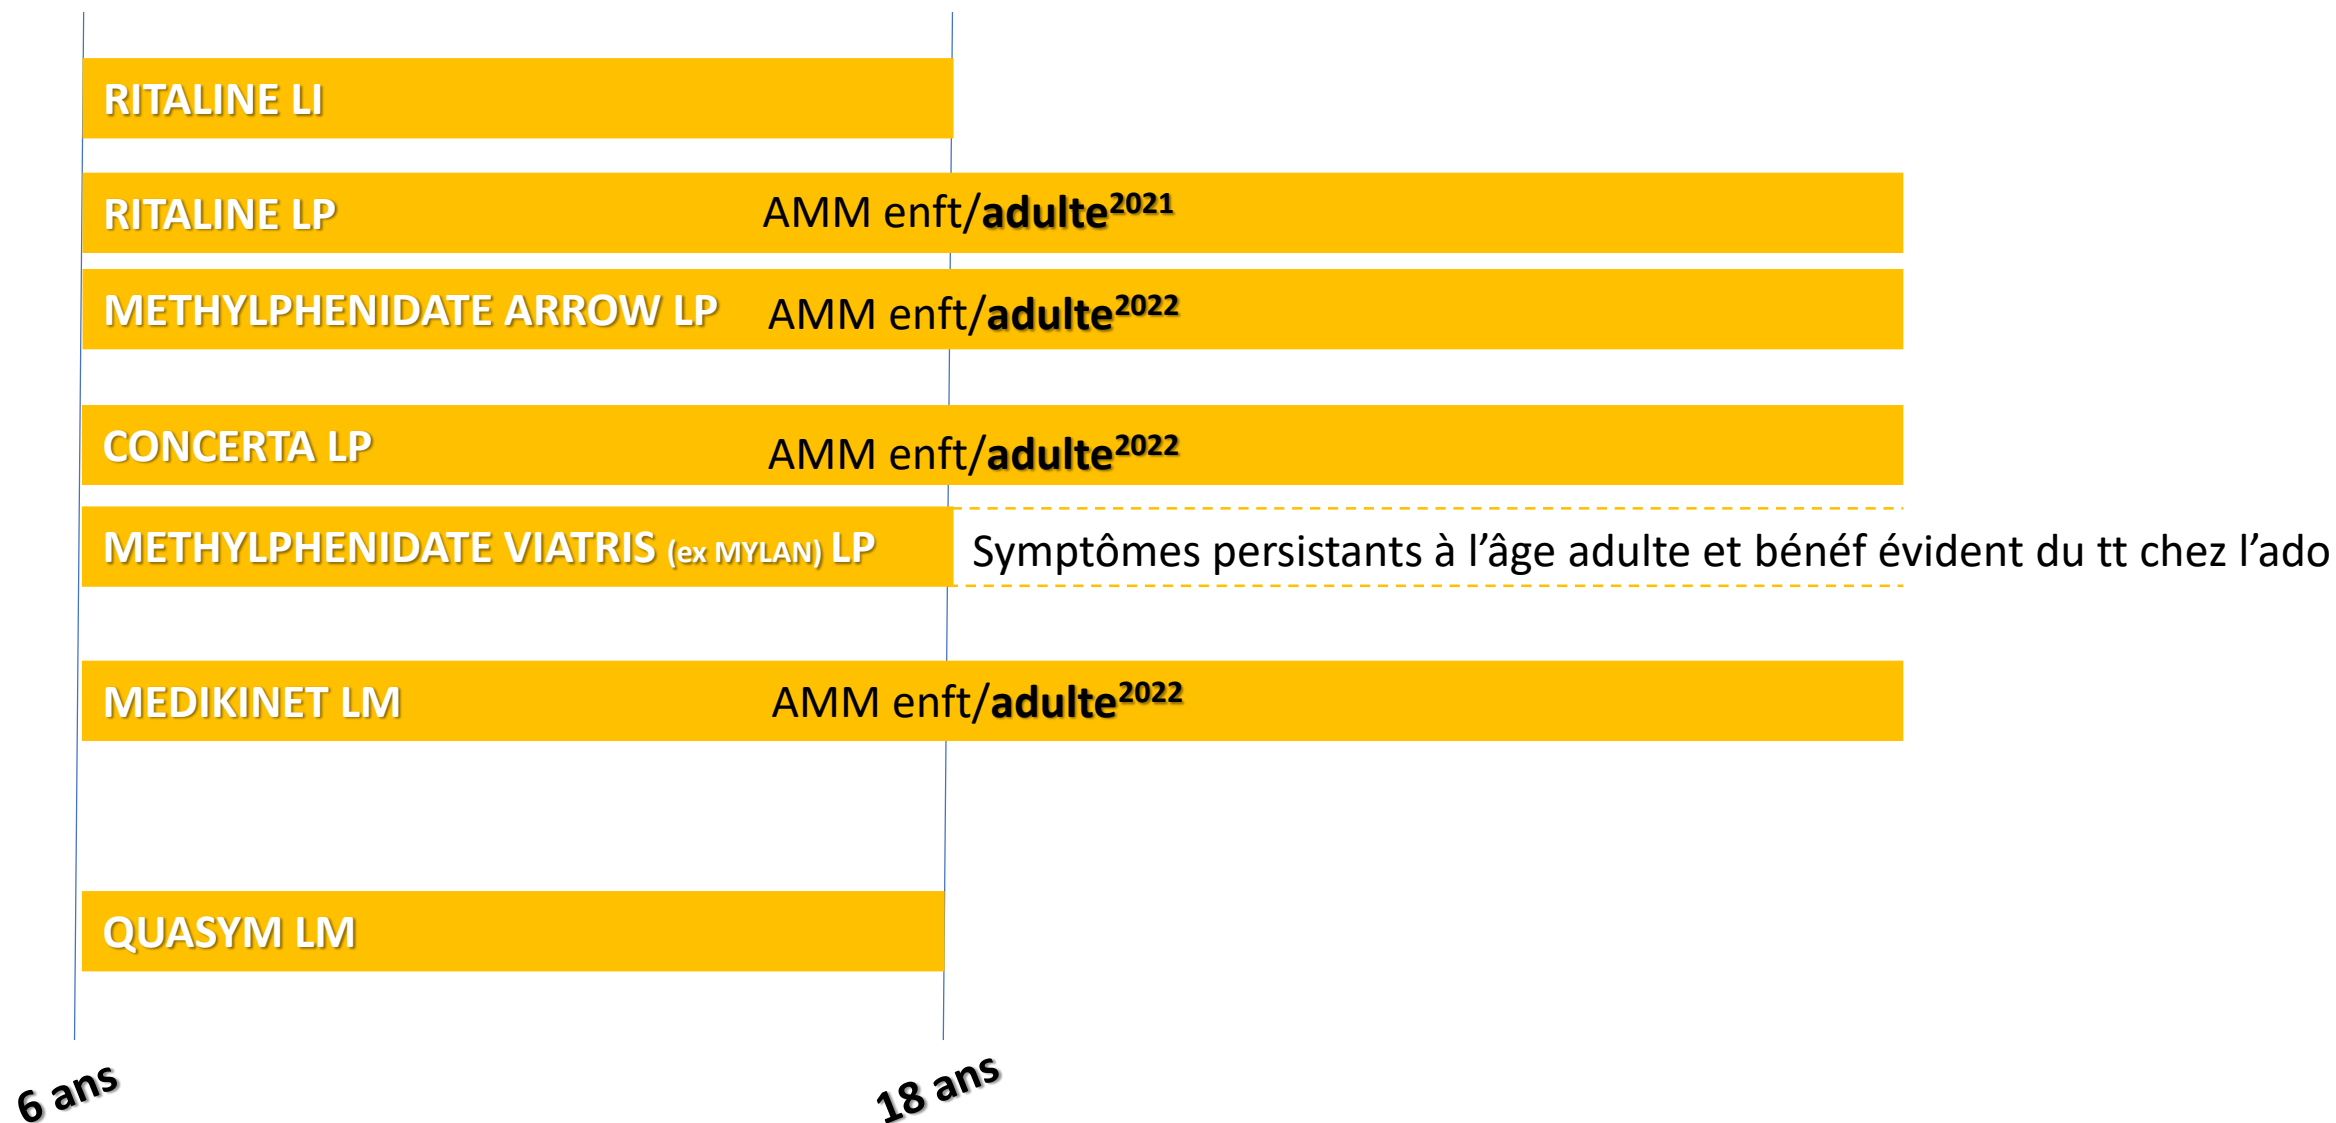 RITALINE LI
RITALINE LP AMM enft/adulte²⁰²¹
METHYLPHENIDATE ARROW LP AMM enft/adulte²⁰²²
CONCERTA LP AMM enft/adulte²⁰²²
METHYLPHENIDATE VIATRIS (ex MYLAN) LP Symptômes persistants à l’âge adulte et bénéf évident du tt chez l’ado
MEDIKINET LM AMM enft/adulte²⁰²²
QUASYM LM
6 ans 18 ans